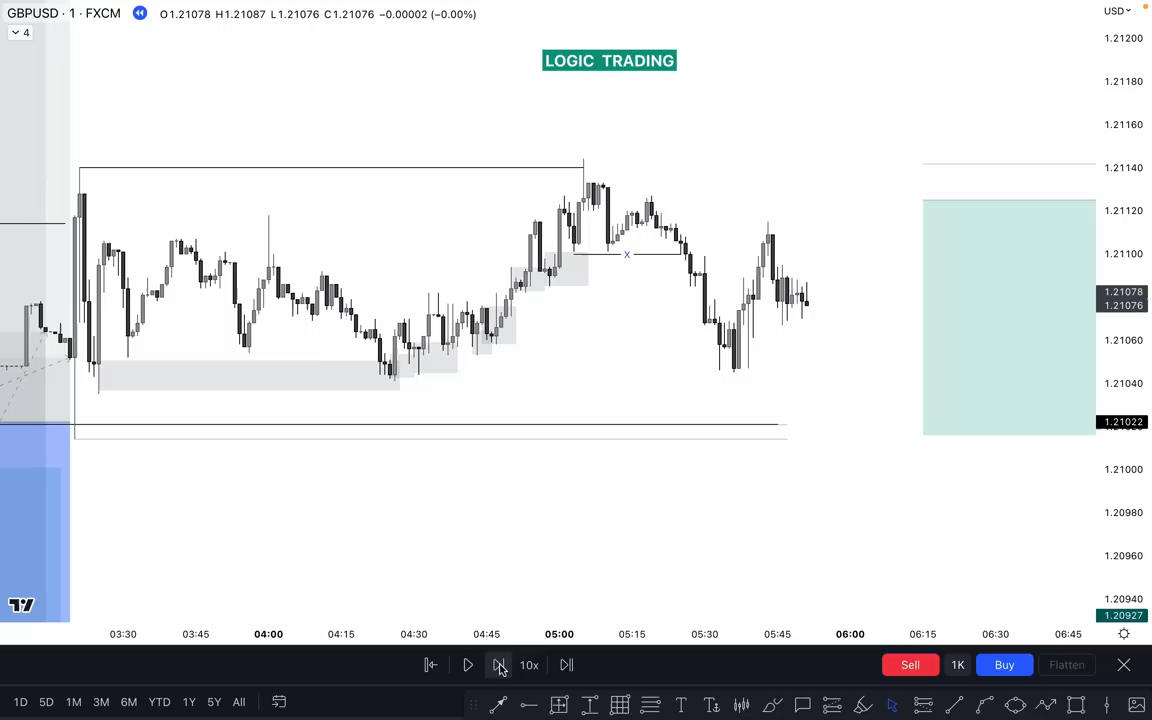 GBPUSD · 1 · FXCM O1.21078 H1.21087 L1.21076 C1.21076 −0.00002 (−0.00%)
USD
4
LOGIC TRADING
1.21200
1.21180
1.21160
1.21140
1.21120
1.21100
1.21078
1.21076
1.21060
1.21040
1.21022
1.21000
1.20980
1.20960
1.20940
1.20927
X
03:30 03:45 04:00 04:15 04:30 04:45 05:00 05:15 05:30 05:45 06:00 06:15 06:30 06:45
10x Sell 1K Buy Flatten
1D 5D 1M 3M 6M YTD 1Y 5Y All